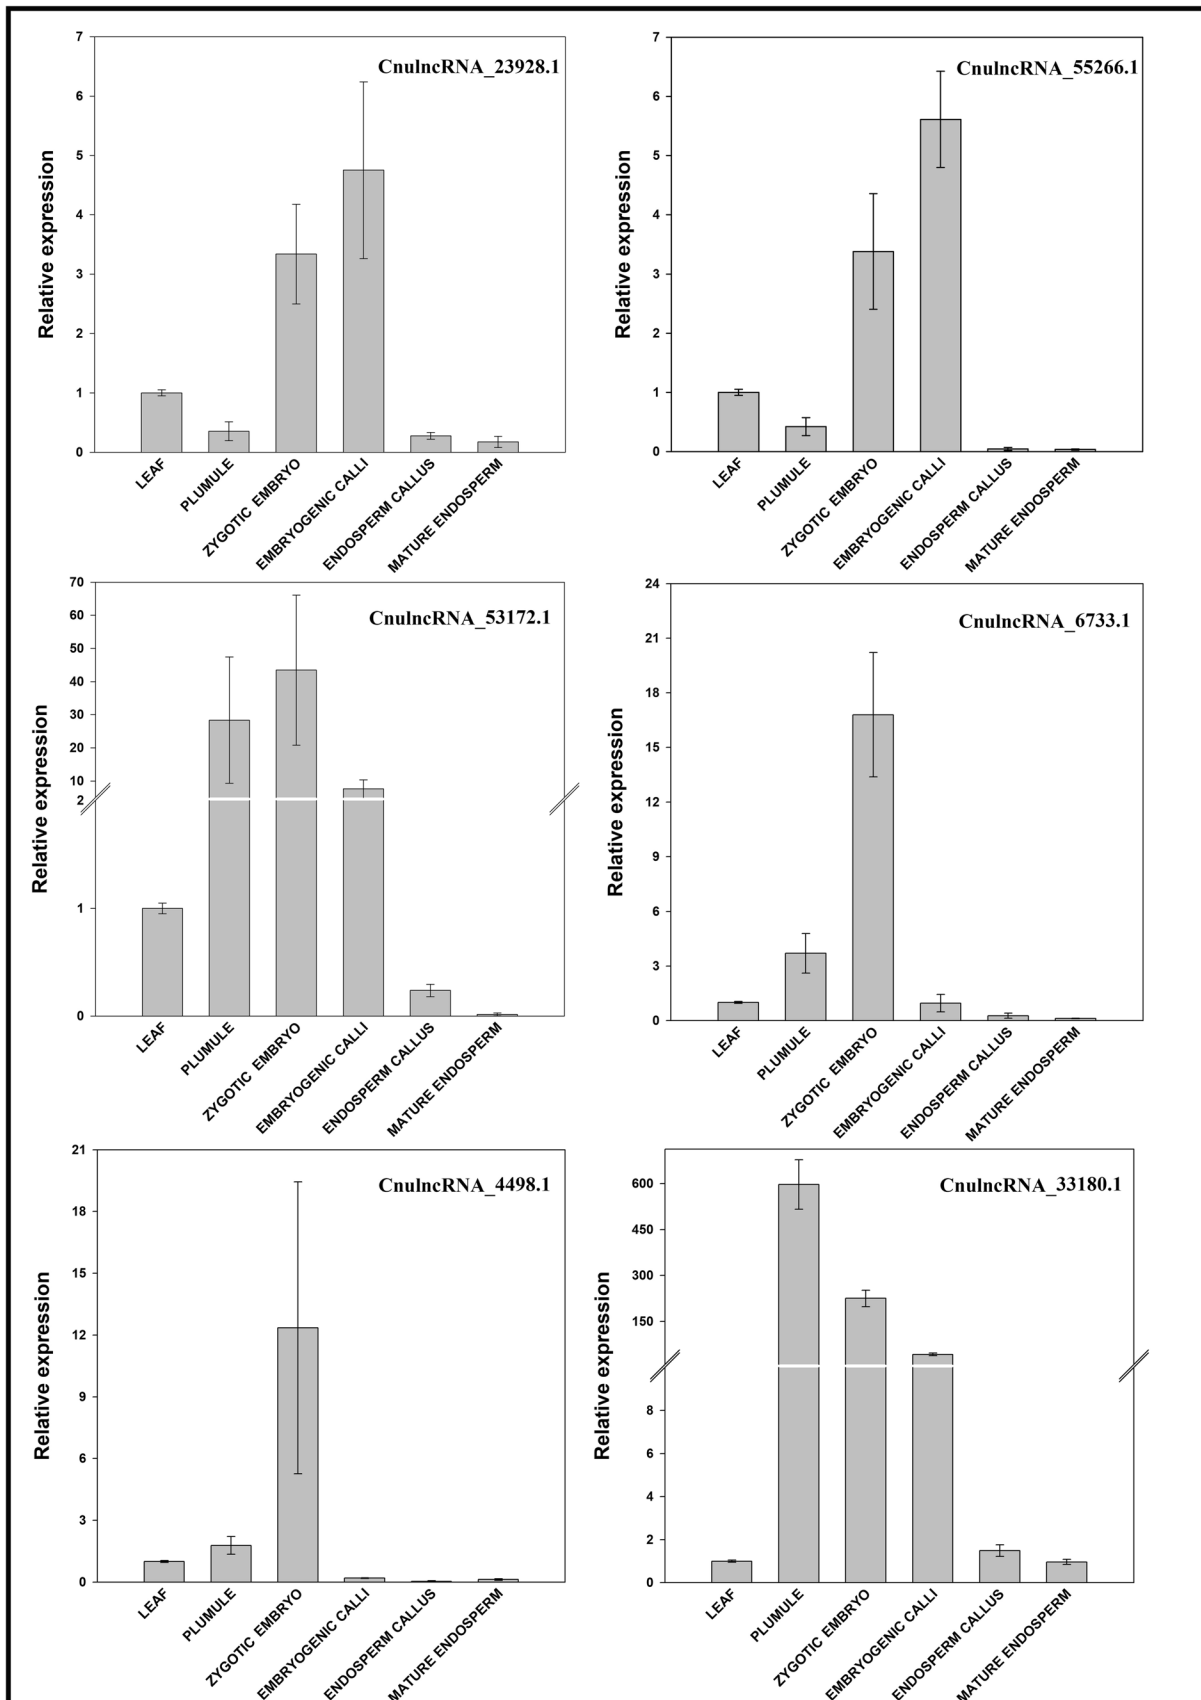 CnulncRNA_23928.1
Relative expression
7
6
5
4
3
2
1
0
LEAF
PLUMULE
ZYGOTIC EMBRYO
EMBRYOGENIC CALLI
ENDOSPERM CALLUS
MATURE ENDOSPERM
CnulncRNA_55266.1
Relative expression
7
6
5
4
3
2
1
0
LEAF
PLUMULE
ZYGOTIC EMBRYO
EMBRYOGENIC CALLI
ENDOSPERM CALLUS
MATURE ENDOSPERM
CnulncRNA_53172.1
Relative expression
70
60
50
40
30
20
10
2
1
0
LEAF
PLUMULE
ZYGOTIC EMBRYO
EMBRYOGENIC CALLI
ENDOSPERM CALLUS
MATURE ENDOSPERM
CnulncRNA_6733.1
Relative expression
24
21
18
15
12
9
6
3
0
LEAF
PLUMULE
ZYGOTIC EMBRYO
EMBRYOGENIC CALLI
ENDOSPERM CALLUS
MATURE ENDOSPERM
CnulncRNA_4498.1
Relative expression
21
18
15
12
9
6
3
0
LEAF
PLUMULE
ZYGOTIC EMBRYO
EMBRYOGENIC CALLI
ENDOSPERM CALLUS
MATURE ENDOSPERM
CnulncRNA_33180.1
Relative expression
600
450
300
150
8
6
4
2
0
LEAF
PLUMULE
ZYGOTIC EMBRYO
EMBRYOGENIC CALLI
ENDOSPERM CALLUS
MATURE ENDOSPERM